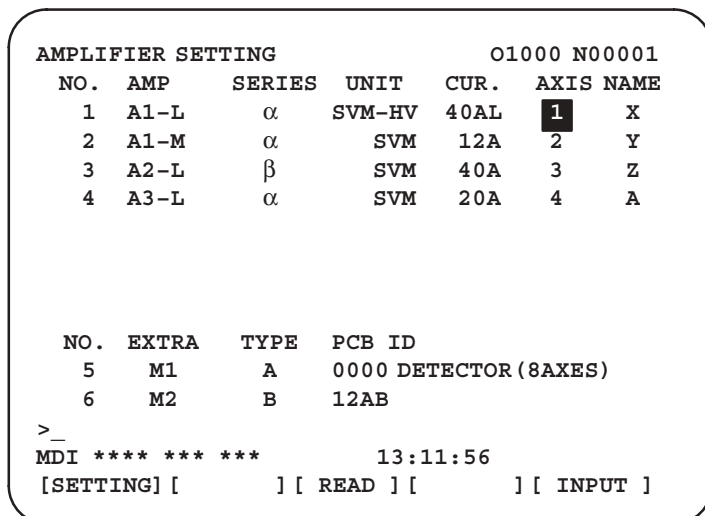 AMPLIFIER SETTING O1000 N00001
NO. AMP SERIES UNIT CUR. AXIS NAME
1 A1-L α SVM-HV 40AL 1 X
2 A1-M α SVM 12A 2 Y
3 A2-L β SVM 40A 3 Z
4 A3-L α SVM 20A 4 A
NO. EXTRA TYPE PCB ID
5 M1 A 0000 DETECTOR(8AXES)
6 M2 B 12AB
>_
MDI **** *** *** 13:11:56
[SETTING][ ][ READ ][ ][ INPUT ]